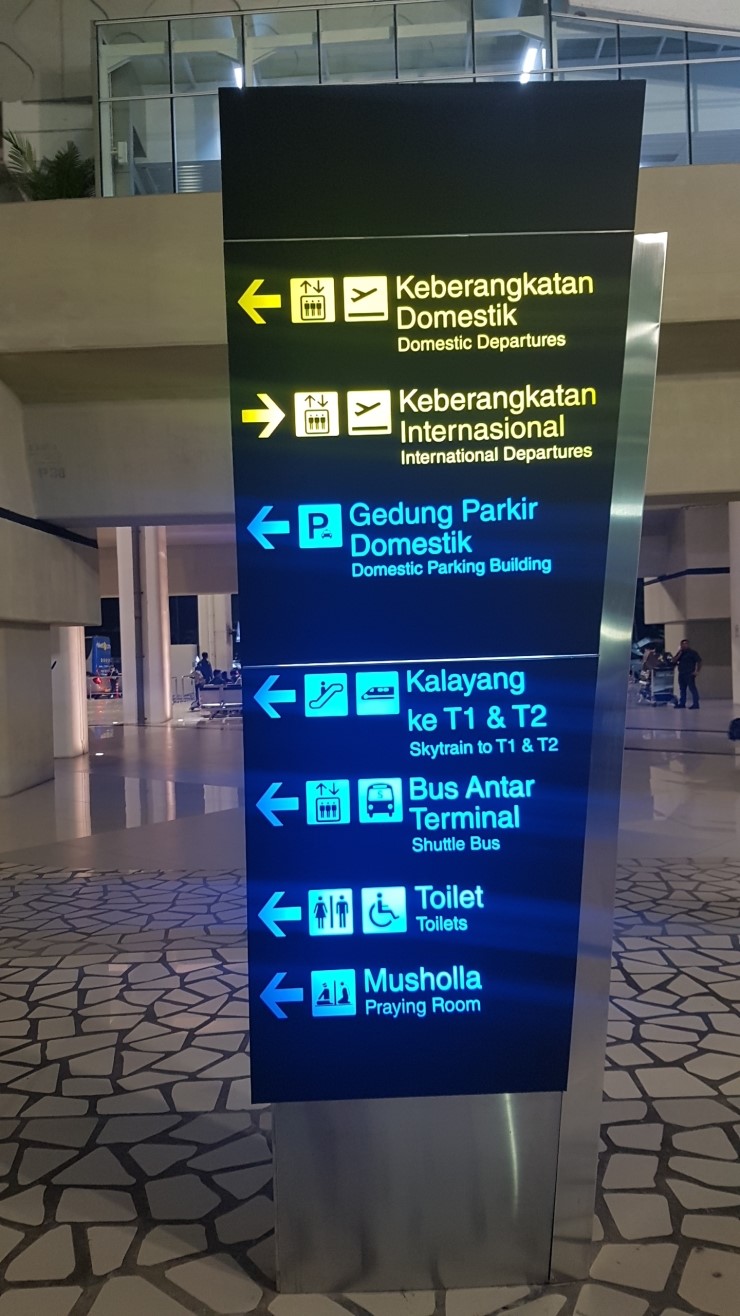 Keberangkatan
Domestik
Domestic Departures
Keberangkatan
Internasional
International Departures
P
Gedung Parkir
Domestik
Domestic Parking Building
Kalayang
ke T1 & T2
Skytrain to T1 & T2
Bus Antar
Terminal
Shuttle Bus
Toilet
Toilets
Musholla
Praying Room